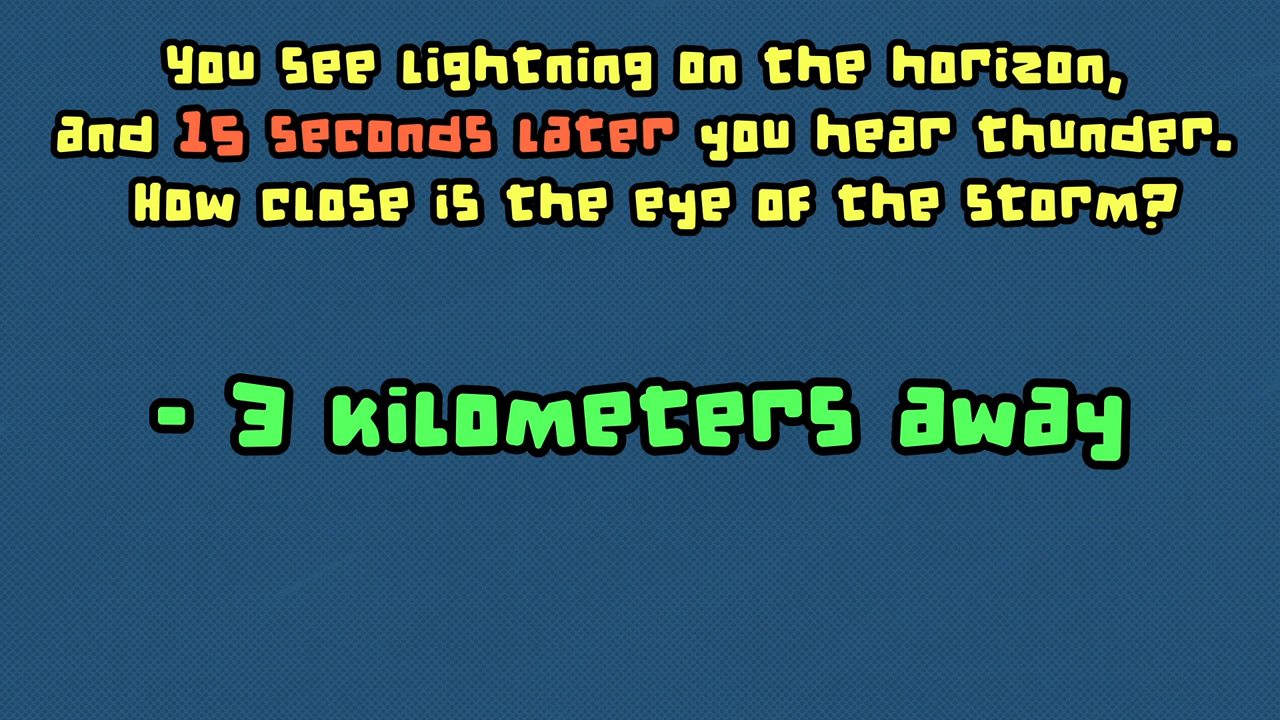 You see lightning on the horizon,
and 15 seconds later you hear thunder.
How close is the eye of the storm?
- 3 kilometers away